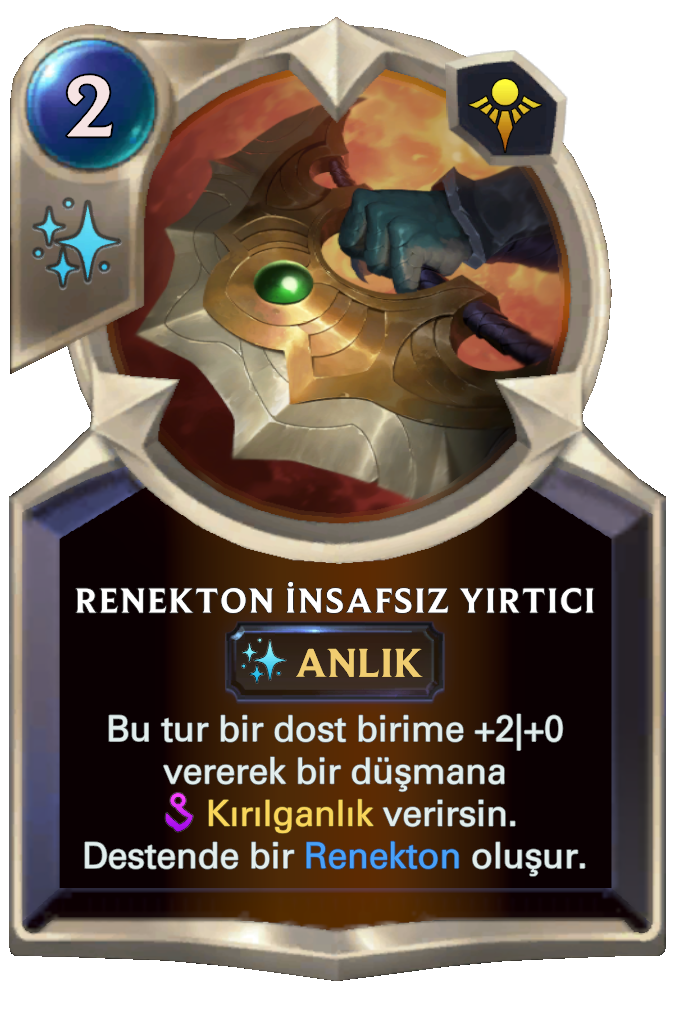 2
RENEKTON İNSAFSIZ YIRTICI
ANLIK
Bu tur bir dost birime +2|+0
vererek bir düşmana
Kırılganlık verirsin.
Destende bir Renekton oluşur.